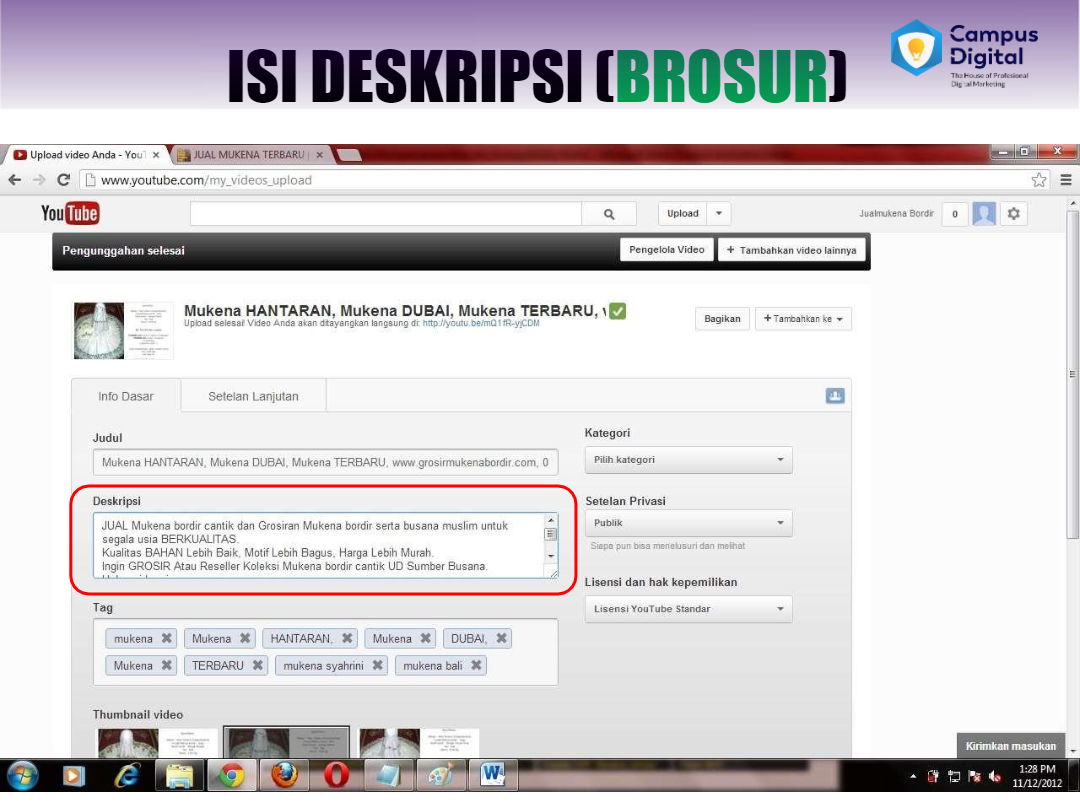 ISI DESKRIPSI (BROSUR)
Campus
Digital
The House of Profesional
Digital Marketing
Upload video Anda - YouT
JUAL MUKENA TERBARU |
www.youtube.com/my_videos_upload
YouTube
Upload
Jualmukena Bordir
0
Pengunggahan selesai
Pengelola Video
+ Tambahkan video lainnya
Mukena HANTARAN, Mukena DUBAI, Mukena TERBARU, w
Upload selesai! Video Anda akan ditayangkan langsung di: http://youtu.be/mQ1fR-yjCDM
Bagikan
+ Tambahkan ke
Info Dasar
Setelan Lanjutan
Judul
Mukena HANTARAN, Mukena DUBAI, Mukena TERBARU, www.grosirmukenabordir.com, 0
Deskripsi
JUAL Mukena bordir cantik dan Grosiran Mukena bordir serta busana muslim untuk
segala usia BERKUALITAS.
Kualitas BAHAN Lebih Baik, Motif Lebih Bagus, Harga Lebih Murah.
Ingin GROSIR Atau Reseller Koleksi Mukena bordir cantik UD Sumber Busana.
Tag
mukena Mukena HANTARAN, Mukena DUBAI,
Mukena TERBARU mukena syahrini mukena bali
Thumbnail video
Kategori
Pilih kategori
Setelan Privasi
Publik
Siapa pun bisa menelusuri dan melihat
Lisensi dan hak kepemilikan
Lisensi YouTube Standar
Kirimkan masukan
1:28 PM
11/12/2012